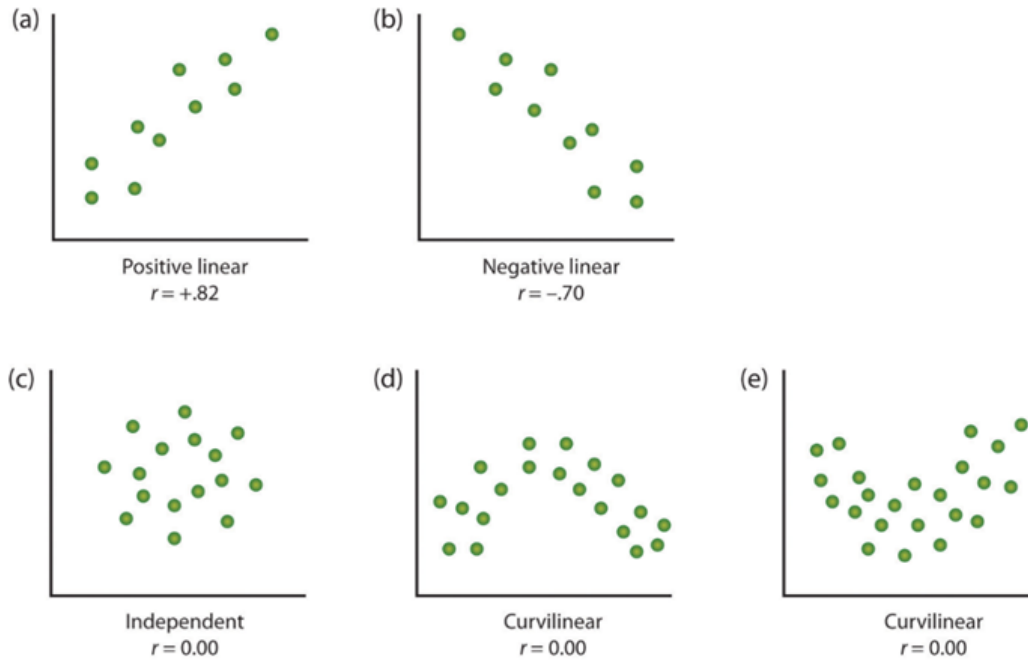 (a)
(b)
Positive linear
r = +.82
Negative linear
r = –.70
(c)
(d)
(e)
Independent
r = 0.00
Curvilinear
r = 0.00
Curvilinear
r = 0.00